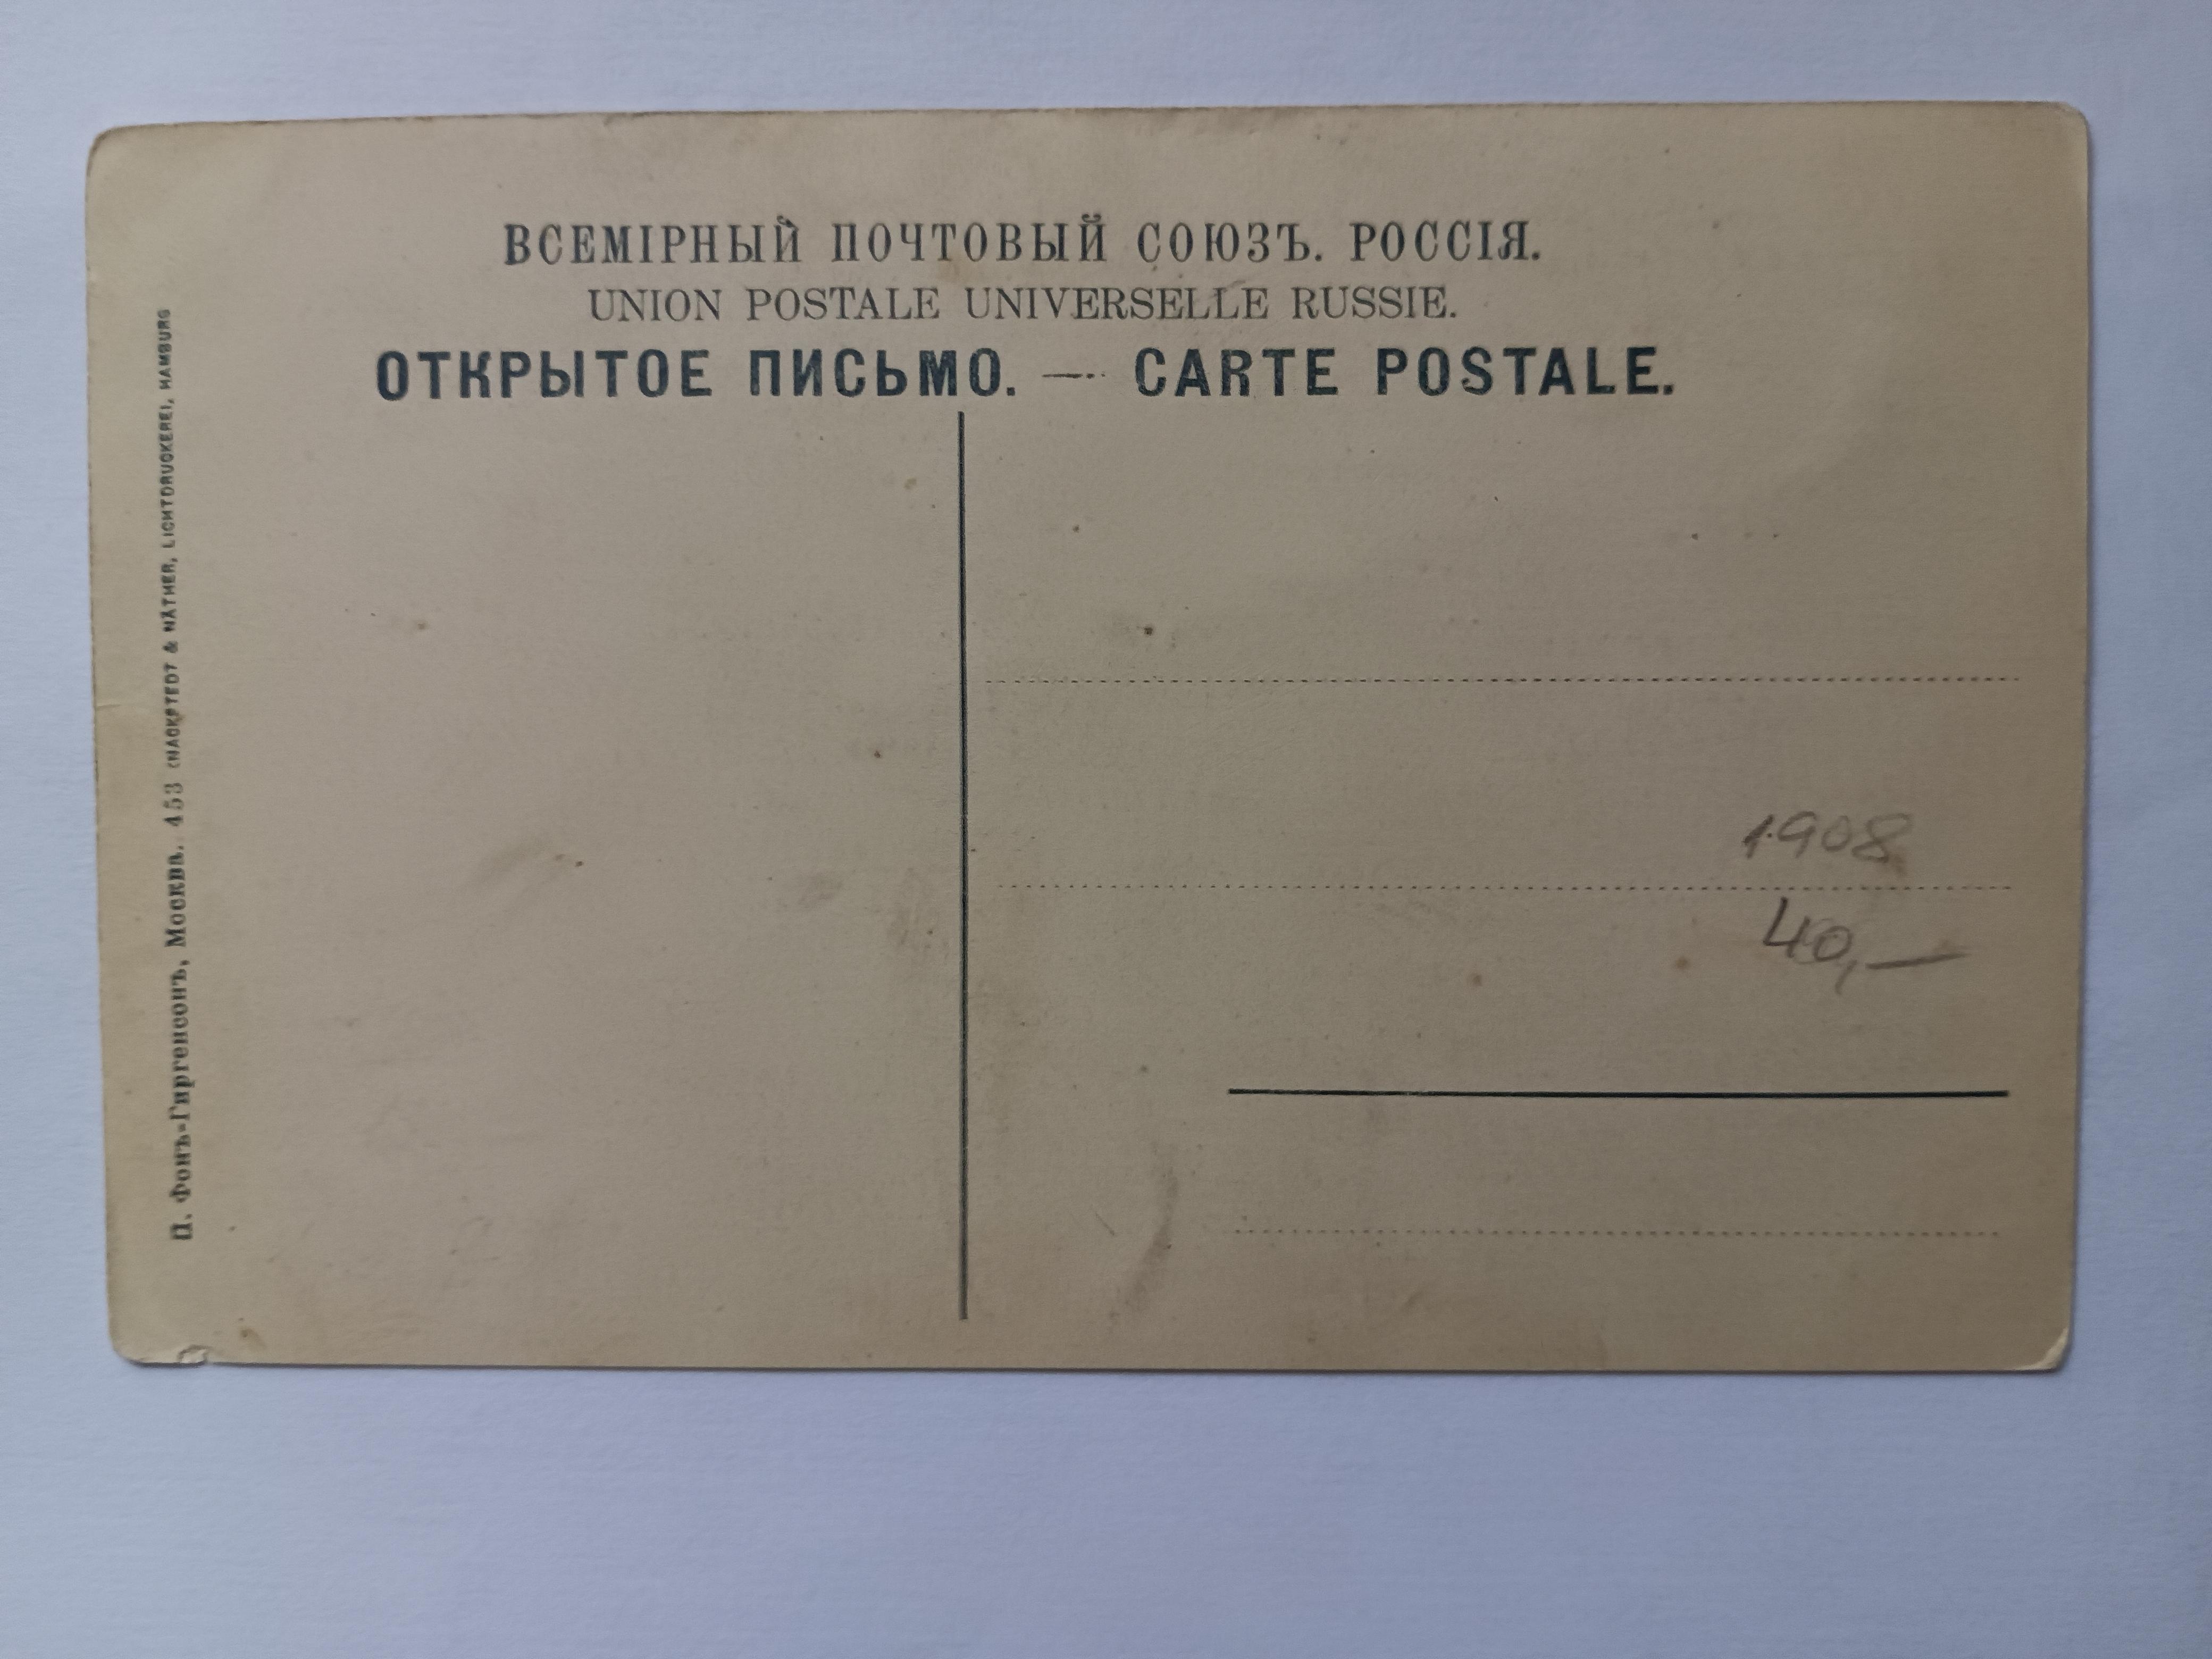 ВСЕМІРНЫЙ ПОЧТОВЫЙ СОЮЗЪ. РОССІЯ.
UNION POSTALE UNIVERSELLE RUSSIE.
ОТКРЫТОЕ ПИСЬМО. — CARTE POSTALE.
П. Фонъ-Гиргенсонъ, Москва. 453 KNACKSTEDT & NÄTHER, LICHTDRUCKEREI, HAMBURG
1908
40,—